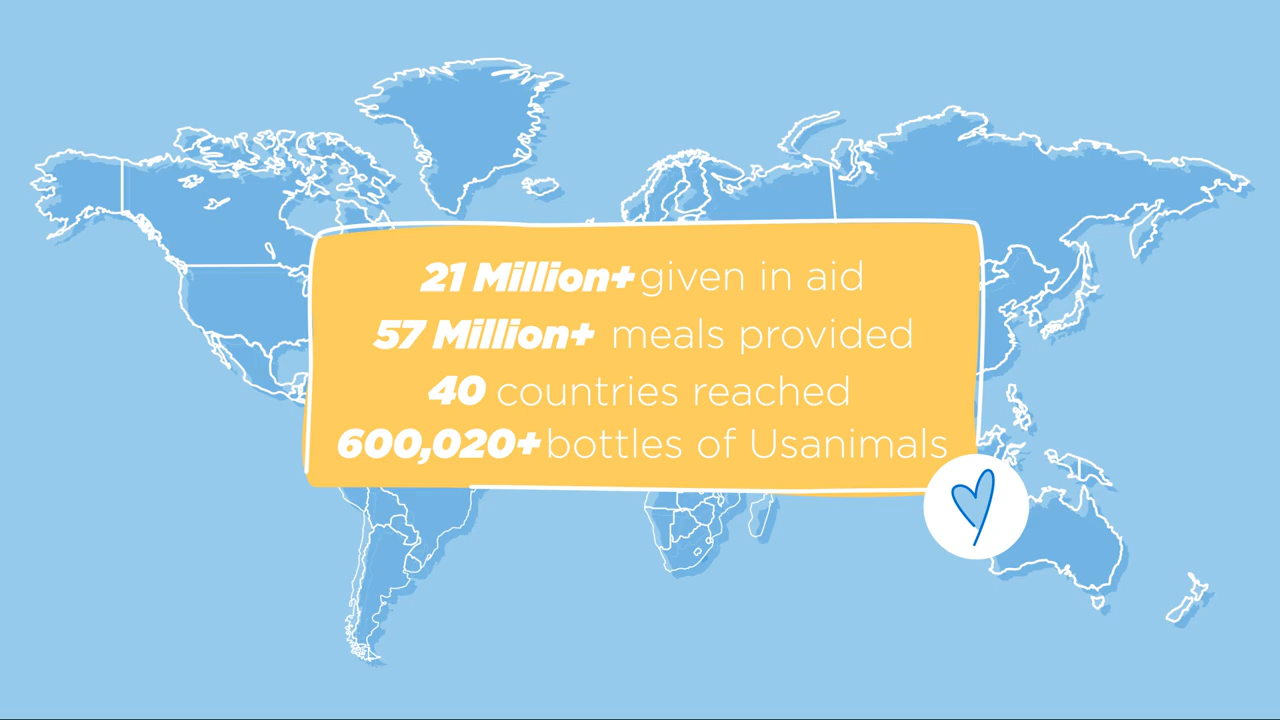 21 Million+ given in aid
57 Million+ meals provided
40 countries reached
600,020+ bottles of Usanimals